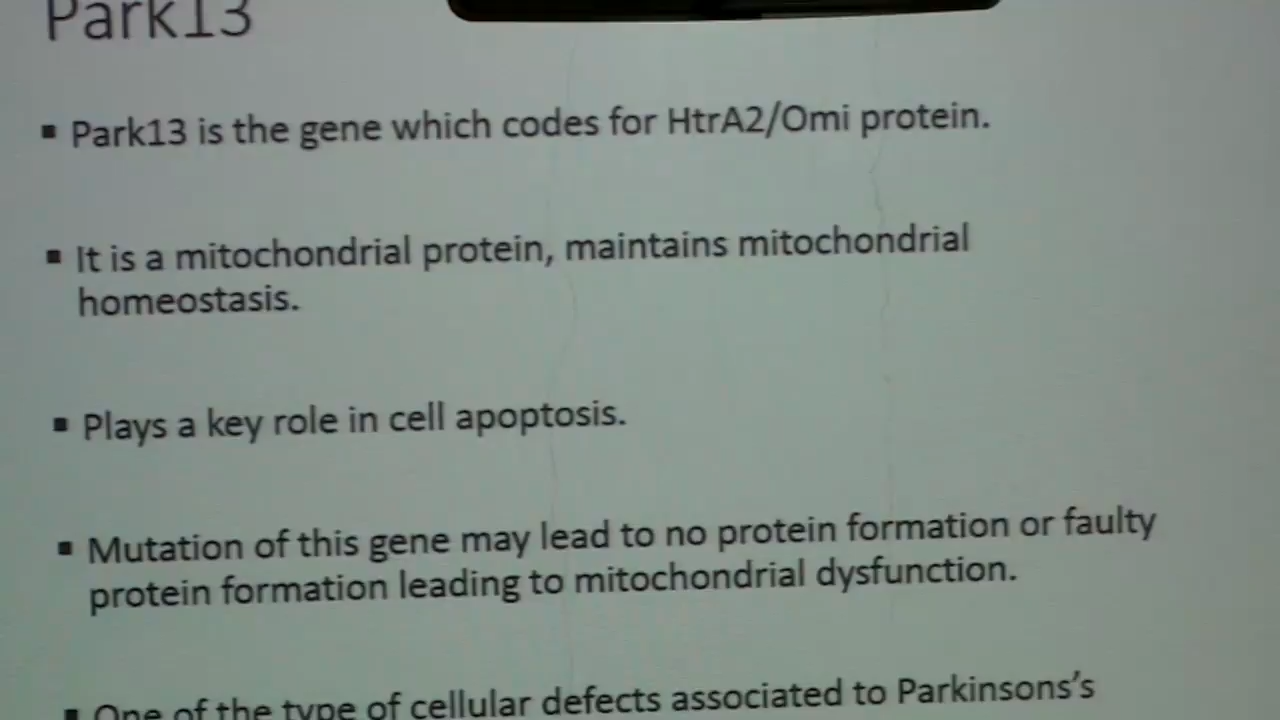 Park13
▪ Park13 is the gene which codes for HtrA2/Omi protein.
▪ It is a mitochondrial protein, maintains mitochondrial
homeostasis.
▪ Plays a key role in cell apoptosis.
▪ Mutation of this gene may lead to no protein formation or faulty
protein formation leading to mitochondrial dysfunction.
▪ One of the type of cellular defects associated to Parkinsons’s